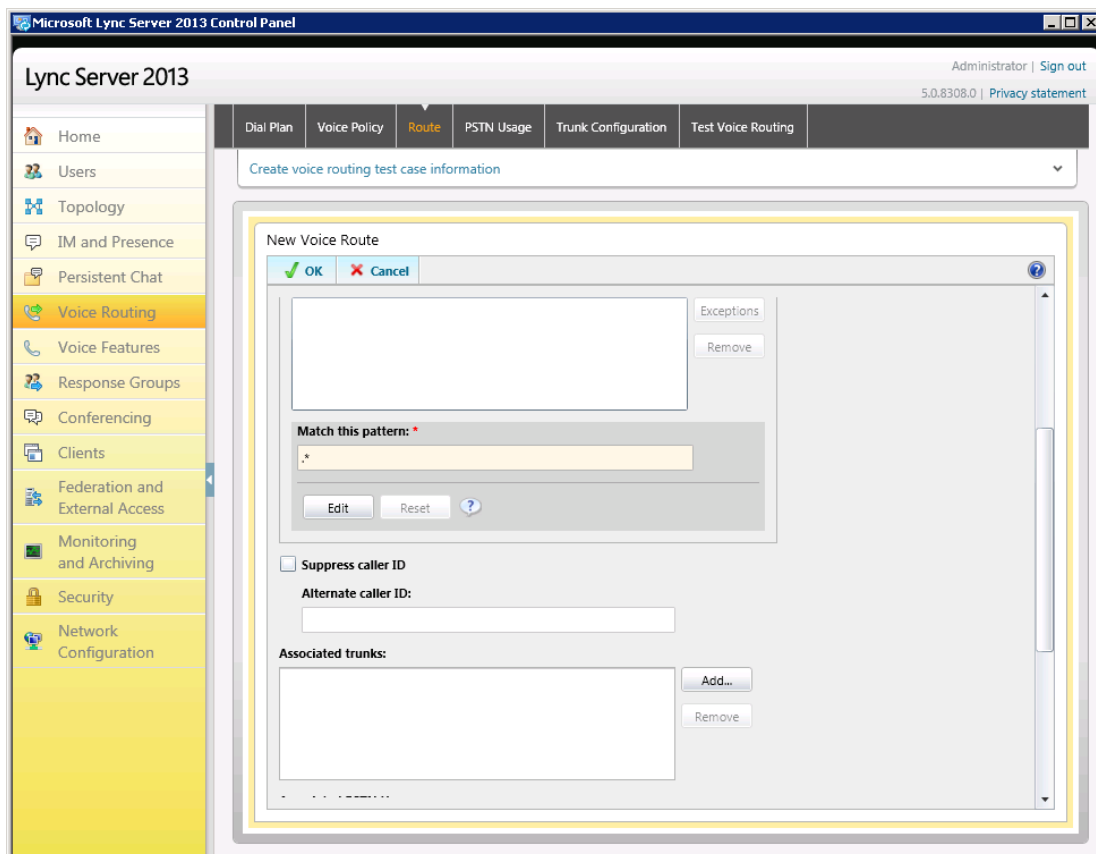 Microsoft Lync Server 2013 Control Panel
Lync Server 2013
Administrator | Sign out
5.0.8308.0 | Privacy statement
Home
Users
Topology
IM and Presence
Persistent Chat
Voice Routing
Voice Features
Response Groups
Conferencing
Clients
Federation and
External Access
Monitoring
and Archiving
Security
Network
Configuration
Dial Plan Voice Policy Route PSTN Usage Trunk Configuration Test Voice Routing
Create voice routing test case information
New Voice Route
OK Cancel
Exceptions
Remove
Match this pattern: *
.*
Edit Reset
Suppress caller ID
Alternate caller ID:
Associated trunks:
Add...
Remove